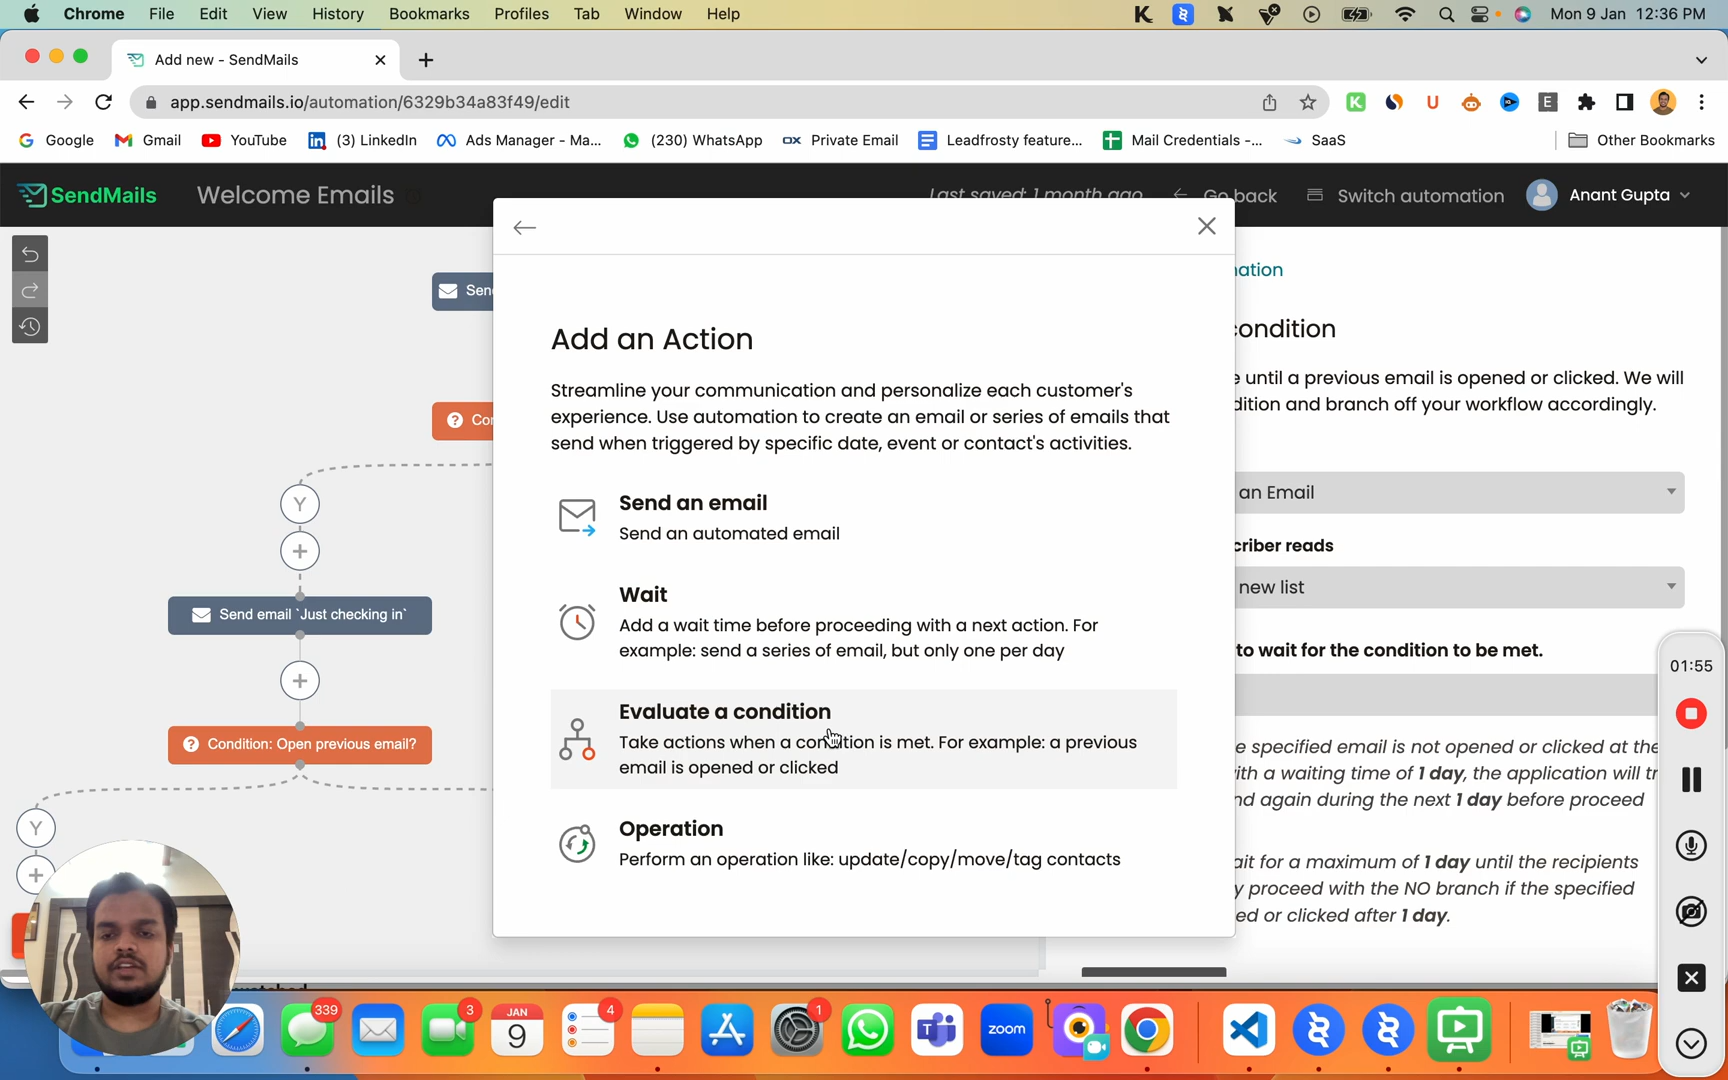 Chrome File Edit View History Bookmarks Profiles Tab Window Help Mon 9 Jan 12:36 PM
Add new - SendMails
app.sendmails.io/automation/6329b34a83f49/edit
Google Gmail YouTube (3) LinkedIn Ads Manager - Ma... (230) WhatsApp Private Email Leadfrosty feature... Mail Credentials -... SaaS Other Bookmarks
SendMails Welcome Emails Last saved: 1 month ago Go back Switch automation Anant Gupta
Add an Action
Streamline your communication and personalize each customer's
experience. Use automation to create an email or series of emails that
send when triggered by specific date, event or contact's activities.
Send an email
Send an automated email
Wait
Add a wait time before proceeding with a next action. For
example: send a series of email, but only one per day
Evaluate a condition
Take actions when a condition is met. For example: a previous
email is opened or clicked
Operation
Perform an operation like: update/copy/move/tag contacts
Sen
Con
Y
Send email `Just checking in`
Condition: Open previous email?
Y
ation
condition
e until a previous email is opened or clicked. We will
dition and branch off your workflow accordingly.
an Email
criber reads
new list
to wait for the condition to be met.
e specified email is not opened or clicked at the
ith a waiting time of 1 day, the application will tr
nd again during the next 1 day before proceed
ait for a maximum of 1 day until the recipients
y proceed with the NO branch if the specified
ed or clicked after 1 day.
01:55
339
3
JAN
9
4
1
zoom